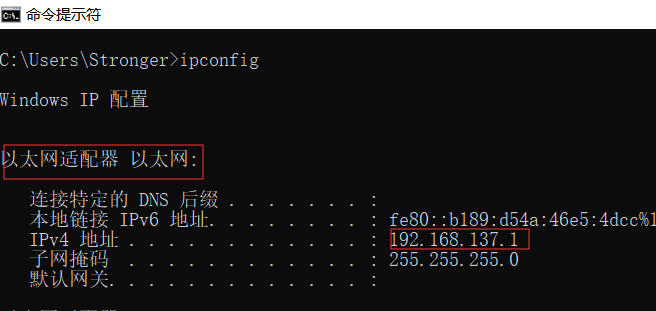 命令提示符
C:\Users\Stronger>ipconfig
Windows IP 配置
以太网适配器 以太网:
连接特定的 DNS 后缀 . . . . . . . :
本地链接 IPv6 地址. . . . . . . . : fe80::b189:d54a:46e5:4dcc%1
IPv4 地址 . . . . . . . . . . . . : 192.168.137.1
子网掩码 . . . . . . . . . . . . : 255.255.255.0
默认网关. . . . . . . . . . . . . :